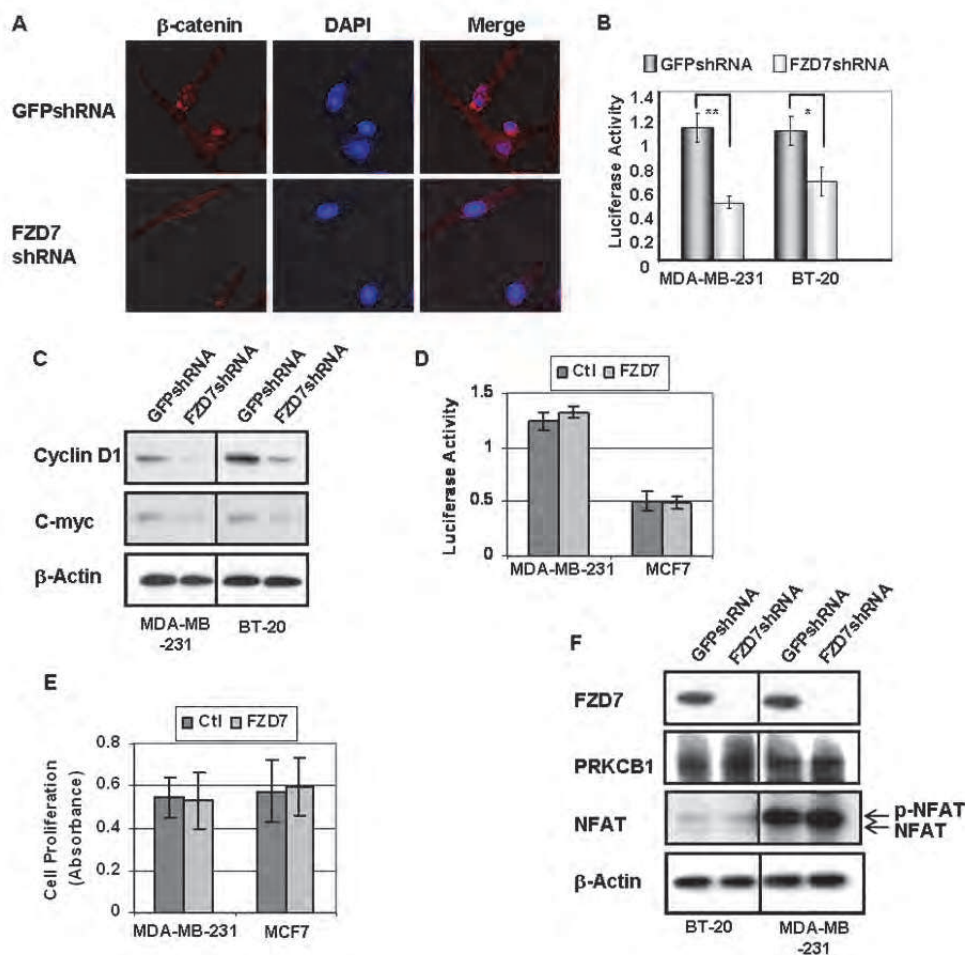 A
β-catenin DAPI Merge
GFPshRNA
FZD7
shRNA
B
GFPshRNA FZD7shRNA
Luciferase Activity
1.4
1.2
1
0.8
0.6
0.4
0.2
0
** *
MDA-MB-231 BT-20
C
GFPshRNA FZD7shRNA GFPshRNA FZD7shRNA
Cyclin D1
C-myc
β-Actin
MDA-MB
-231
BT-20
D
Ctl FZD7
Luciferase Activity
1.5
1
0.5
0
MDA-MB-231 MCF7
E
Ctl FZD7
Cell Proliferation
(Absorbance)
0.8
0.6
0.4
0.2
0
MDA-MB-231 MCF7
F
GFPshRNA FZD7shRNA GFPshRNA FZD7shRNA
FZD7
PRKCB1
NFAT
p-NFAT
NFAT
β-Actin
BT-20
MDA-MB
-231